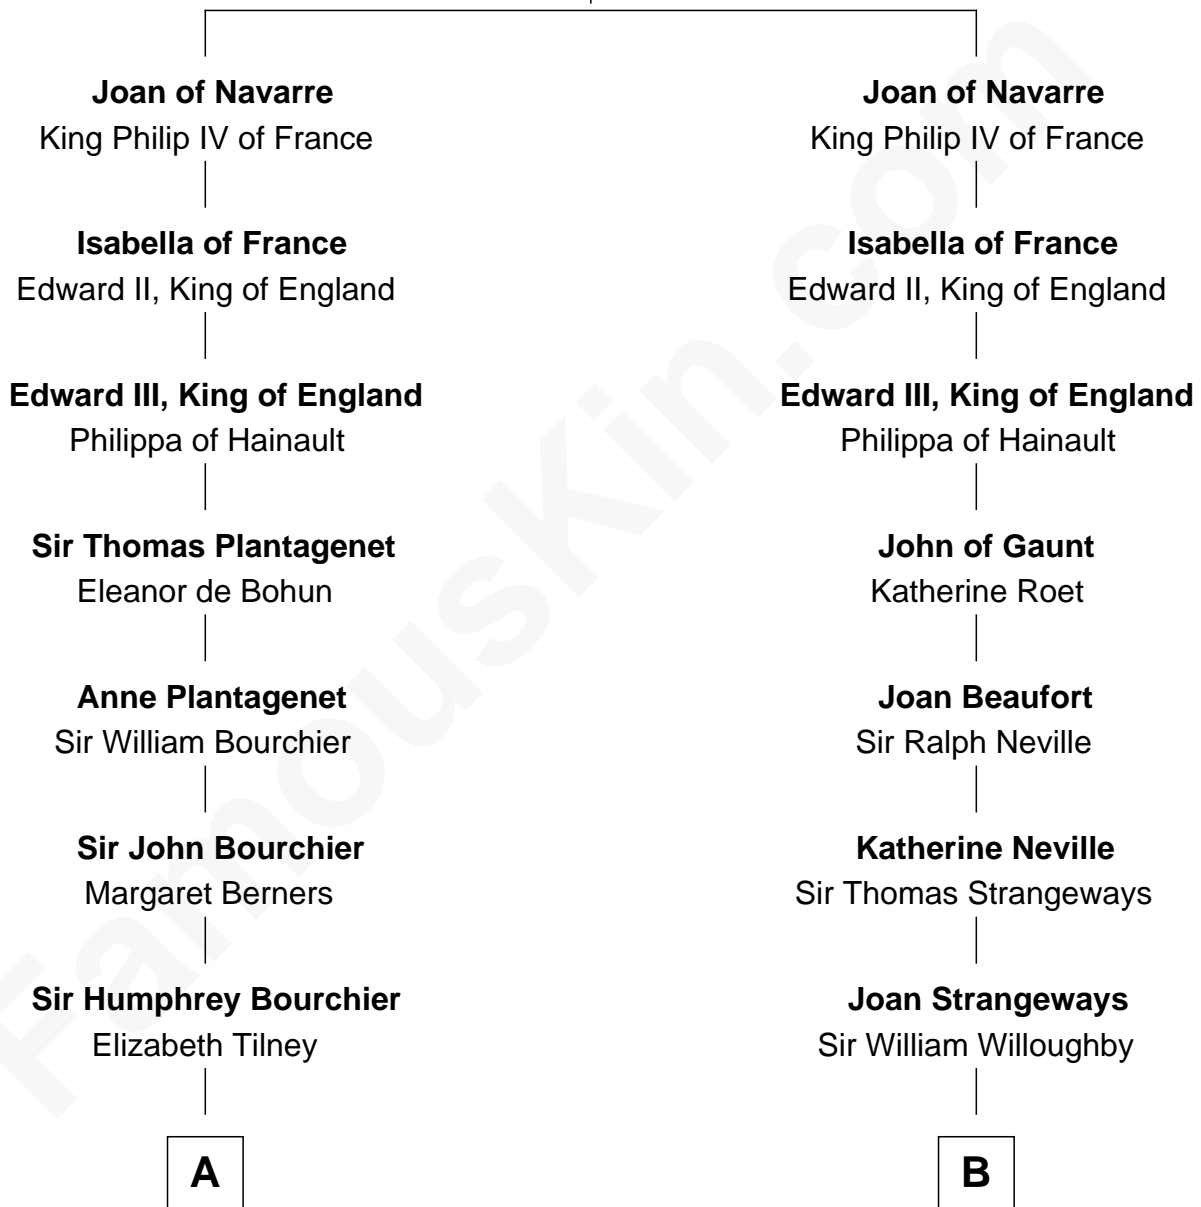 Joan of Navarre
King Philip IV of France
Isabella of France
Edward II, King of England
Edward III, King of England
Philippa of Hainault
Sir Thomas Plantagenet
Eleanor de Bohun
Anne Plantagenet
Sir William Bourchier
Sir John Bourchier
Margaret Berners
Sir Humphrey Bourchier
Elizabeth Tilney
A
Joan of Navarre
King Philip IV of France
Isabella of France
Edward II, King of England
Edward III, King of England
Philippa of Hainault
John of Gaunt
Katherine Roet
Joan Beaufort
Sir Ralph Neville
Katherine Neville
Sir Thomas Strangeways
Joan Strangeways
Sir William Willoughby
B
FamousKin.com